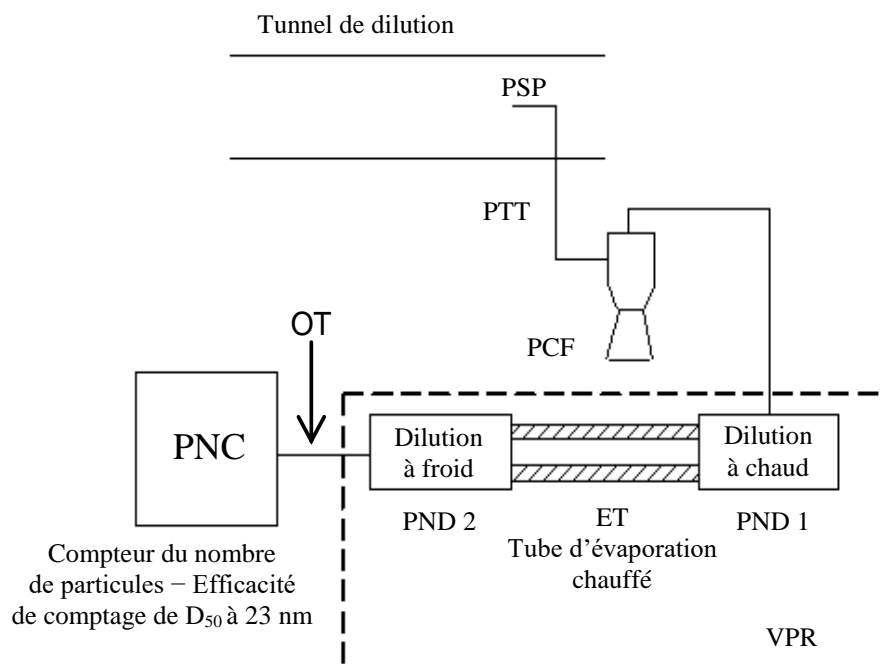 Tunnel de dilution
PSP
PTT
PCF
OT
PNC
Dilution
à froid
Dilution
à chaud
PND 2
ET
PND 1
Tube d’évaporation
chauffé
Compteur du nombre
de particules − Efficacité
de comptage de D₅₀ à 23 nm
VPR